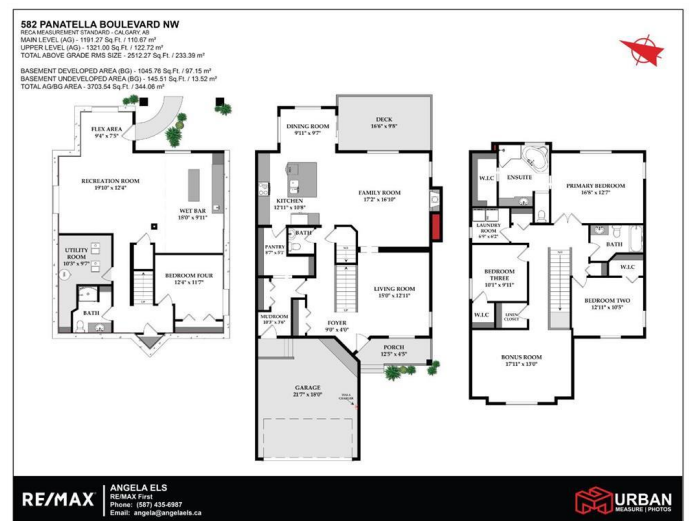 582 PANATELLA BOULEVARD NW
RECA MEASUREMENT STANDARD - CALGARY, AB
MAIN LEVEL (AG) - 1191.27 Sq.Ft. / 110.67 m²
UPPER LEVEL (AG) - 1321.00 Sq.Ft. / 122.72 m²
TOTAL ABOVE GRADE RMS SIZE - 2512.27 Sq.Ft. / 233.39 m²
BASEMENT DEVELOPED AREA (BG) - 1045.76 Sq.Ft. / 97.15 m²
BASEMENT UNDEVELOPED AREA (BG) - 145.51 Sq.Ft. / 13.52 m²
TOTAL AG/BG AREA - 3703.54 Sq.Ft. / 344.06 m²
FLEX AREA
9'4" x 7'5"
RECREATION ROOM
19'10" x 12'4"
WET BAR
15'0" x 9'11"
UTILITY
ROOM
10'5" x 9'7"
BEDROOM FOUR
12'4" x 11'7"
BATH
DINING ROOM
9'11" x 9'7"
DECK
16'6" x 9'8"
KITCHEN
12'11" x 10'8"
FAMILY ROOM
17'2" x 16'10"
PANTRY
BATH
LIVING ROOM
15'0" x 12'11"
MUDROOM
FOYER
9'0" x 4'0"
PORCH
12'5" x 4'5"
GARAGE
21'7" x 18'0"
W.I.C
ENSUITE
PRIMARY BEDROOM
16'8" x 12'7"
LAUNDRY
ROOM
6'9" x 6'2"
BATH
BEDROOM
THREE
10'1" x 9'11"
W.I.C
BEDROOM TWO
12'11" x 10'5"
W.I.C
LINEN
CLOSET
BONUS ROOM
17'11" x 13'0"
RE/MAX
ANGELA ELS
RE/MAX First
Phone: (587) 435-6987
Email: angela@angelaels.ca
URBAN
MEASURE | PHOTOS